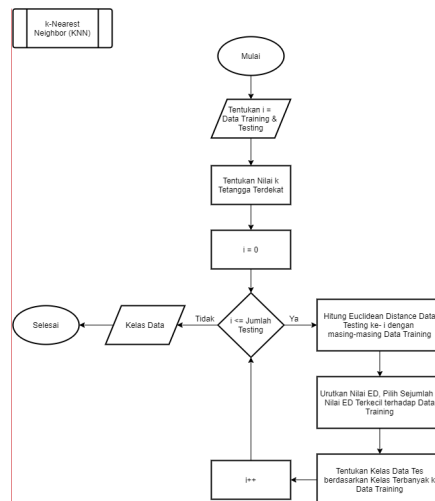 k-Nearest
Neighbor (KNN)
Mulai
Tentukan i =
Data Training &
Testing
Tentukan Nilai k
Tetangga Terdekat
i = 0
i <= Jumlah
Testing
Tidak
Ya
Kelas Data
Selesai
Hitung Euclidean Distance Data
Testing ke- i dengan
masing-masing Data Training
Urutkan Nilai ED, Pilih Sejumlah
Nilai ED Terkecil terhadap Data
Training
Tentukan Kelas Data Tes
berdasarkan Kelas Terbanyak k
Data Training
i++